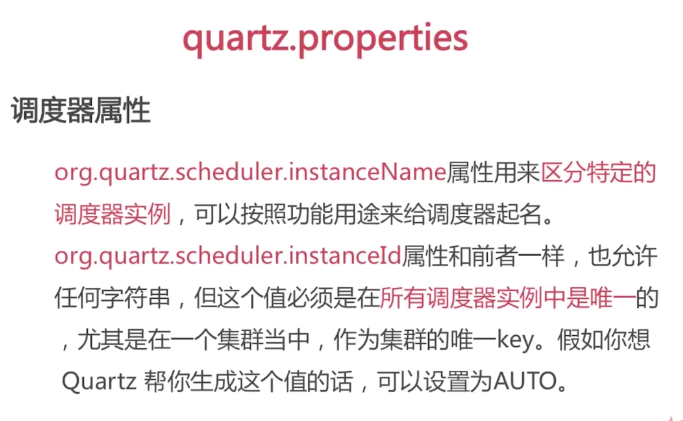 quartz.properties
调度器属性
org.quartz.scheduler.instanceName属性用来区分特定的
调度器实例，可以按照功能用途来给调度器起名。
org.quartz.scheduler.instanceId属性和前者一样，也允许
任何字符串，但这个值必须是在所有调度器实例中是唯一的
，尤其是在一个集群当中，作为集群的唯一key。假如你想
Quartz 帮你生成这个值的话，可以设置为AUTO。